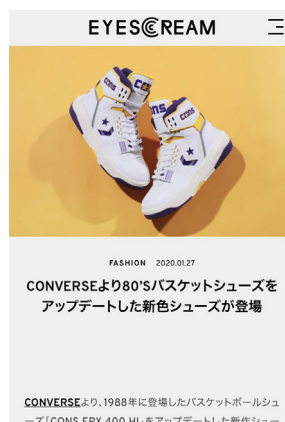 EYESCREAM
CONS
CONS
FASHION 2020.01.27
CONVERSEより80'Sバスケットシューズを
アップデートした新色シューズが登場
CONVERSEより、1988年に登場したバスケットボールシュ
ーズ「CONS ERX 400 HI」をアップデートした新作シュー